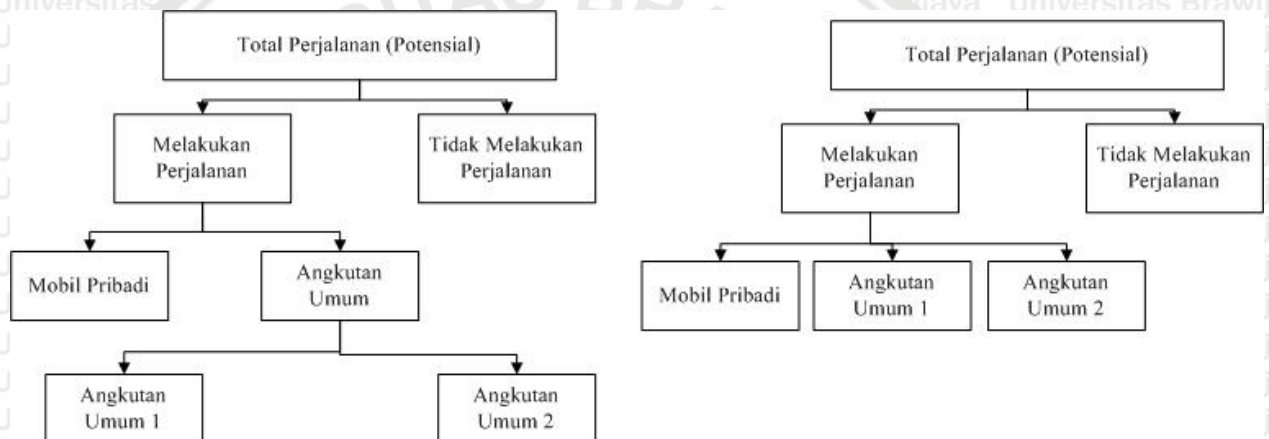 Total Perjalanan (Potensial)
Melakukan
Perjalanan
Tidak Melakukan
Perjalanan
Mobil Pribadi
Angkutan
Umum
Angkutan
Umum 1
Angkutan
Umum 2
Total Perjalanan (Potensial)
Melakukan
Perjalanan
Tidak Melakukan
Perjalanan
Mobil Pribadi
Angkutan
Umum 1
Angkutan
Umum 2